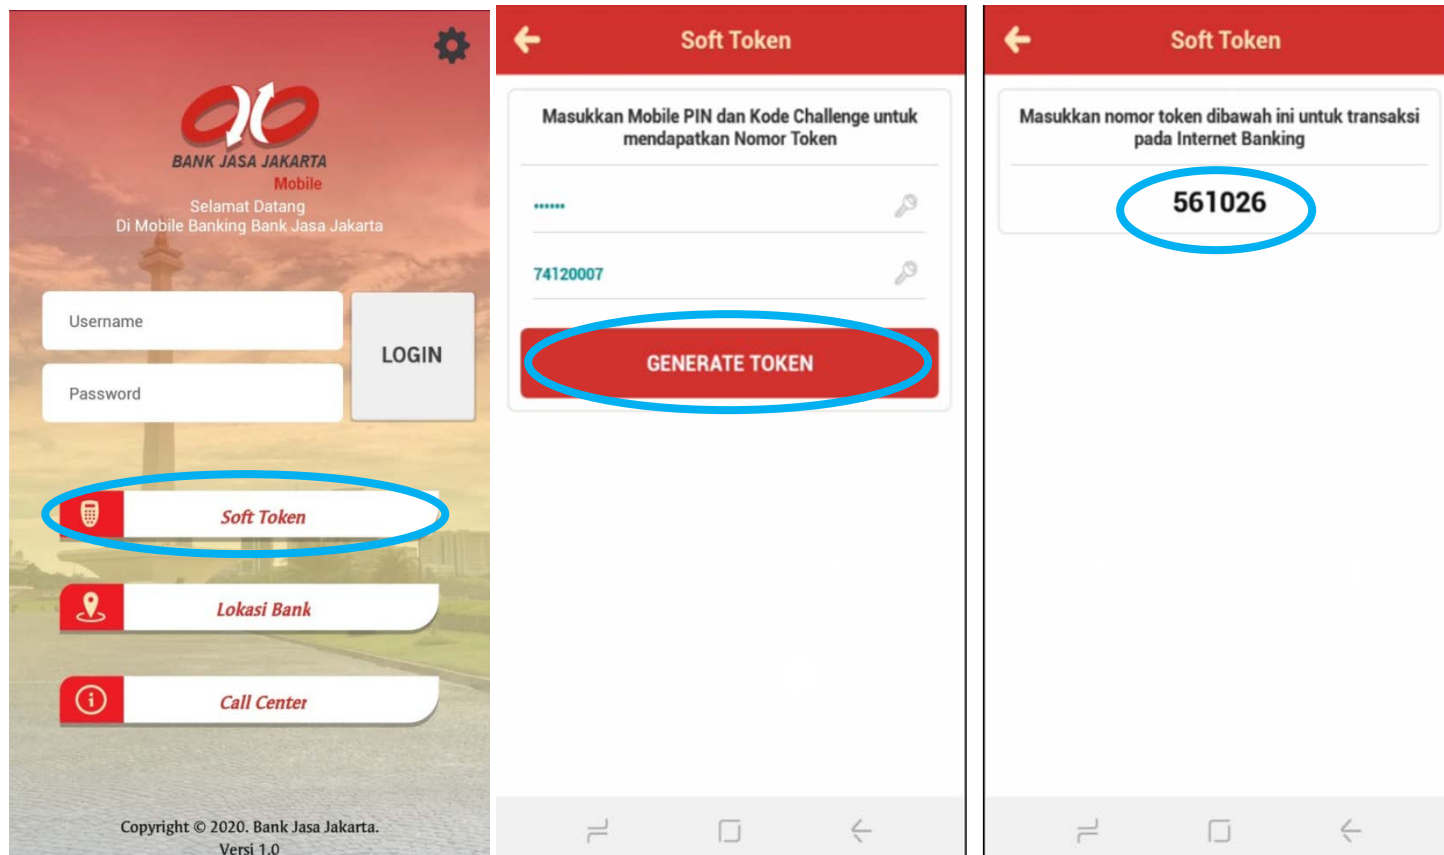 BANK JASA JAKARTA
Mobile
Selamat Datang
Di Mobile Banking Bank Jasa Jakarta
Username
LOGIN
Password
Soft Token
Lokasi Bank
Call Center
Copyright © 2020. Bank Jasa Jakarta.
Versi 1.0
Soft Token
Masukkan Mobile PIN dan Kode Challenge untuk
mendapatkan Nomor Token
••••••
74120007
GENERATE TOKEN
Soft Token
Masukkan nomor token dibawah ini untuk transaksi
pada Internet Banking
561026